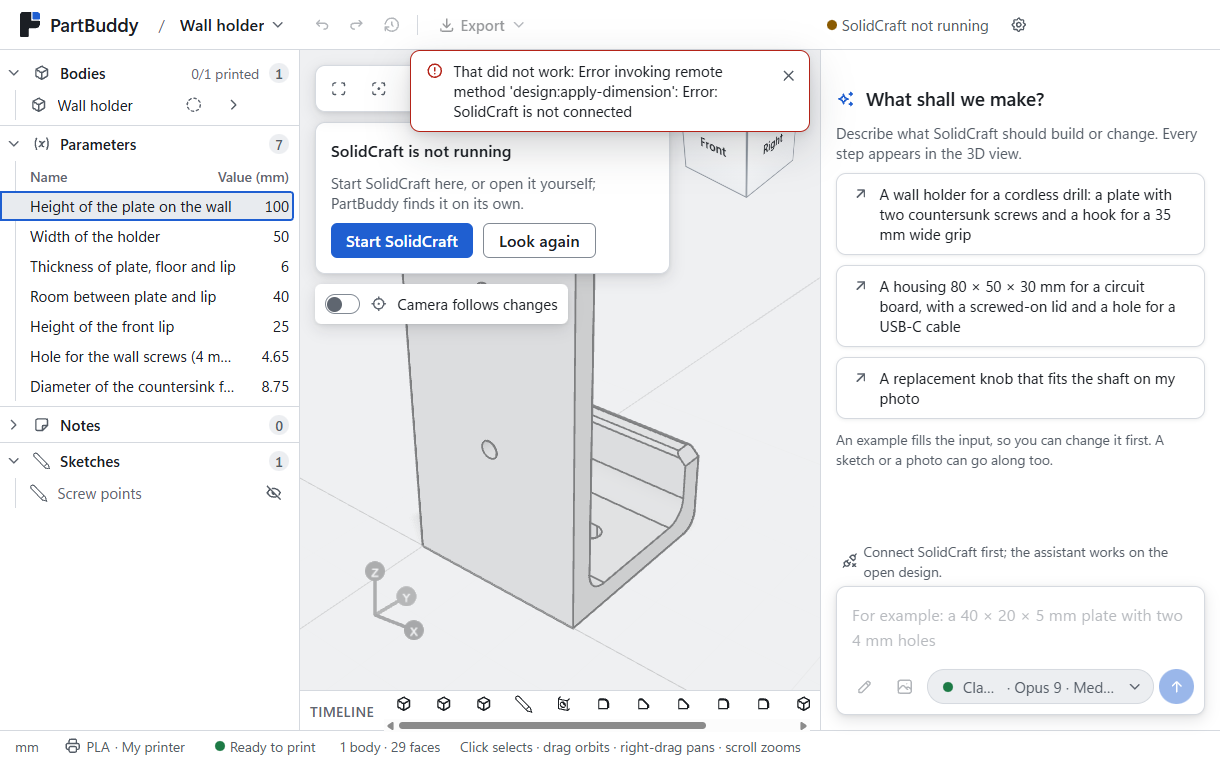 PartBuddy / Wall holder
Export
SolidCraft not running
Bodies 0/1 printed 1
Wall holder
(x) Parameters 7
Name Value (mm)
Height of the plate on the wall 100
Width of the holder 50
Thickness of plate, floor and lip 6
Room between plate and lip 40
Height of the front lip 25
Hole for the wall screws (4 m... 4.65
Diameter of the countersink f... 8.75
Notes 0
Sketches 1
Screw points
That did not work: Error invoking remote
method 'design:apply-dimension': Error:
SolidCraft is not connected
SolidCraft is not running
Start SolidCraft here, or open it yourself;
PartBuddy finds it on its own.
Start SolidCraft Look again
Camera follows changes
Front Right
Z
Y
X
TIMELINE
What shall we make?
Describe what SolidCraft should build or change. Every
step appears in the 3D view.
A wall holder for a cordless drill: a plate with
two countersunk screws and a hook for a 35
mm wide grip
A housing 80 × 50 × 30 mm for a circuit
board, with a screwed-on lid and a hole for a
USB-C cable
A replacement knob that fits the shaft on my
photo
An example fills the input, so you can change it first. A
sketch or a photo can go along too.
Connect SolidCraft first; the assistant works on the
open design.
For example: a 40 × 20 × 5 mm plate with two
4 mm holes
Cla... · Opus 9 · Med...
mm PLA · My printer Ready to print 1 body · 29 faces Click selects · drag orbits · right-drag pans · scroll zooms